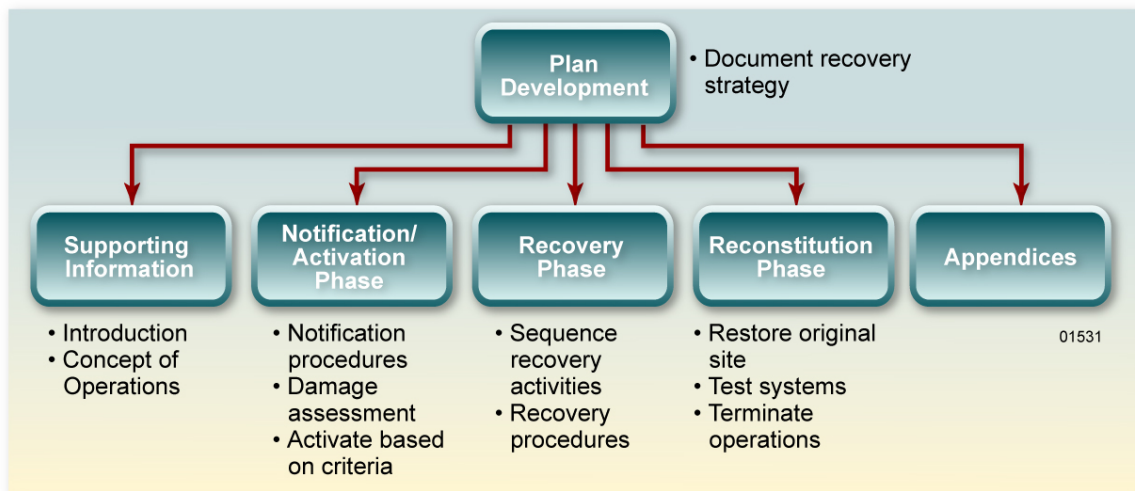 Plan
Development
• Document recovery
strategy
Supporting
Information
• Introduction
• Concept of
Operations
Notification/
Activation
Phase
• Notification
procedures
• Damage
assessment
• Activate based
on criteria
Recovery
Phase
• Sequence
recovery
activities
• Recovery
procedures
Reconstitution
Phase
• Restore original
site
• Test systems
• Terminate
operations
Appendices
01531